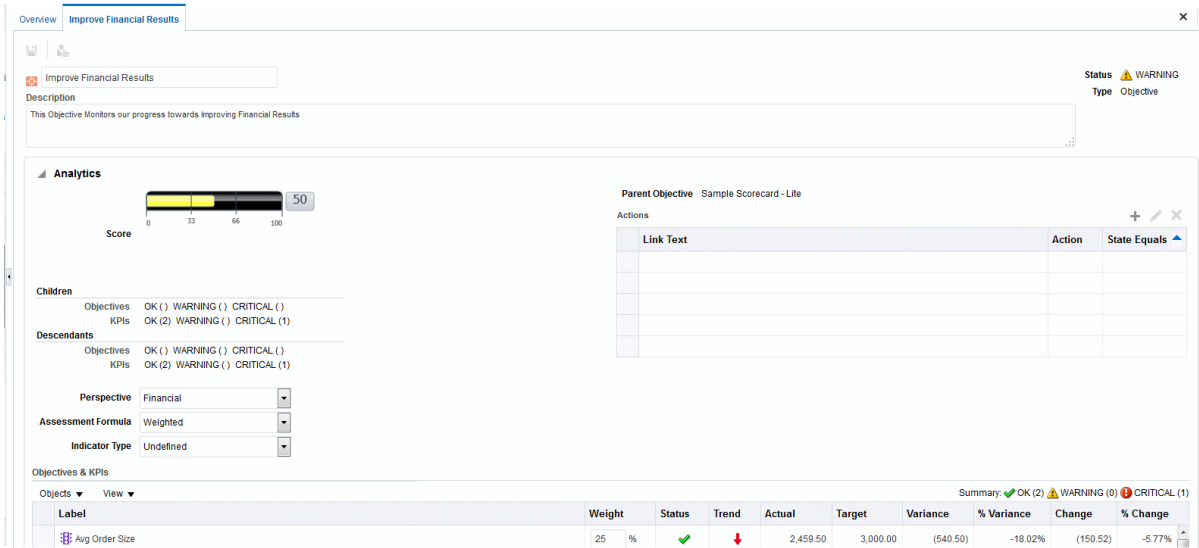 Overview Improve Financial Results
Improve Financial Results
Status WARNING
Type Objective
Description
This Objective Monitors our progress towards Improving Financial Results
Analytics
50
0 33 66 100
Score
Parent Objective Sample Scorecard - Lite
Actions
Link Text Action State Equals
Children
Objectives OK ( ) WARNING ( ) CRITICAL ( )
KPIs OK (2) WARNING ( ) CRITICAL (1)
Descendants
Objectives OK ( ) WARNING ( ) CRITICAL ( )
KPIs OK (2) WARNING ( ) CRITICAL (1)
Perspective Financial
Assessment Formula Weighted
Indicator Type Undefined
Objectives & KPIs
Objects View Summary: OK (2) WARNING (0) CRITICAL (1)
Label Weight Status Trend Actual Target Variance % Variance Change % Change
Avg Order Size 25 % 2,459.50 3,000.00 (540.50) -18.02% (150.52) -5.77%